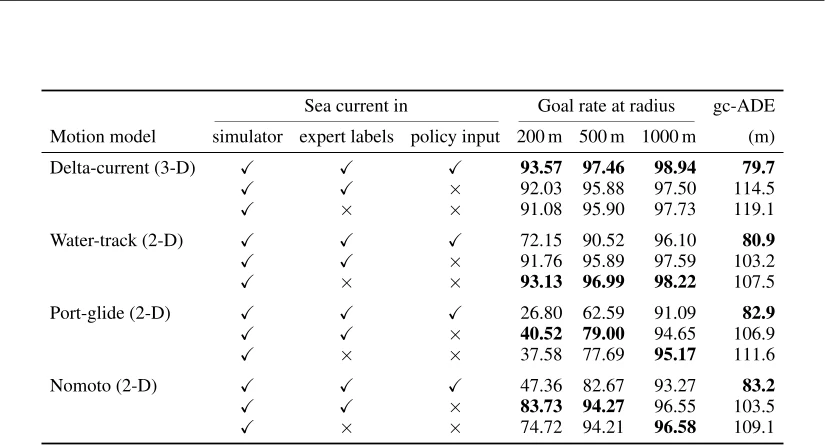 Sea current in Goal rate at radius gc-ADE
Motion model simulator expert labels policy input 200 m 500 m 1000 m (m)
Delta-current (3-D) ✓ ✓ ✓ 93.57 97.46 98.94 79.7
✓ ✓ × 92.03 95.88 97.50 114.5
✓ × × 91.08 95.90 97.73 119.1
Water-track (2-D) ✓ ✓ ✓ 72.15 90.52 96.10 80.9
✓ ✓ × 91.76 95.89 97.59 103.2
✓ × × 93.13 96.99 98.22 107.5
Port-glide (2-D) ✓ ✓ ✓ 26.80 62.59 91.09 82.9
✓ ✓ × 40.52 79.00 94.65 106.9
✓ × × 37.58 77.69 95.17 111.6
Nomoto (2-D) ✓ ✓ ✓ 47.36 82.67 93.27 83.2
✓ ✓ × 83.73 94.27 96.55 103.5
✓ × × 74.72 94.21 96.58 109.1